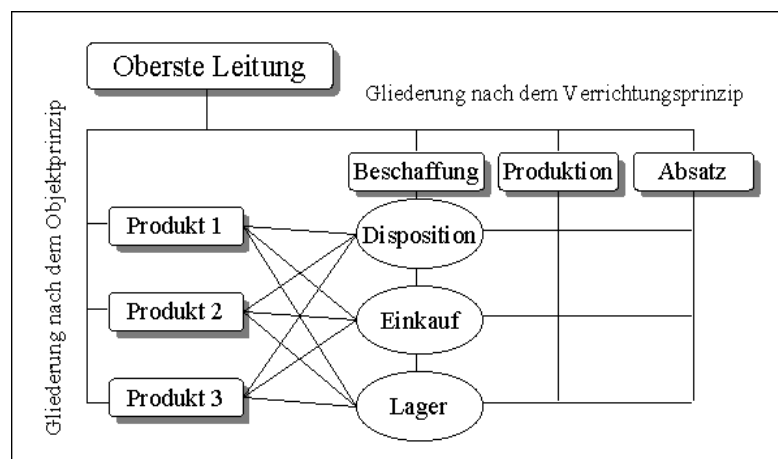 Oberste Leitung
Gliederung nach dem Verrichtungsprinzip
Gliederung nach dem Objektprinzip
Beschaffung
Produktion
Absatz
Produkt 1
Disposition
Produkt 2
Einkauf
Produkt 3
Lager